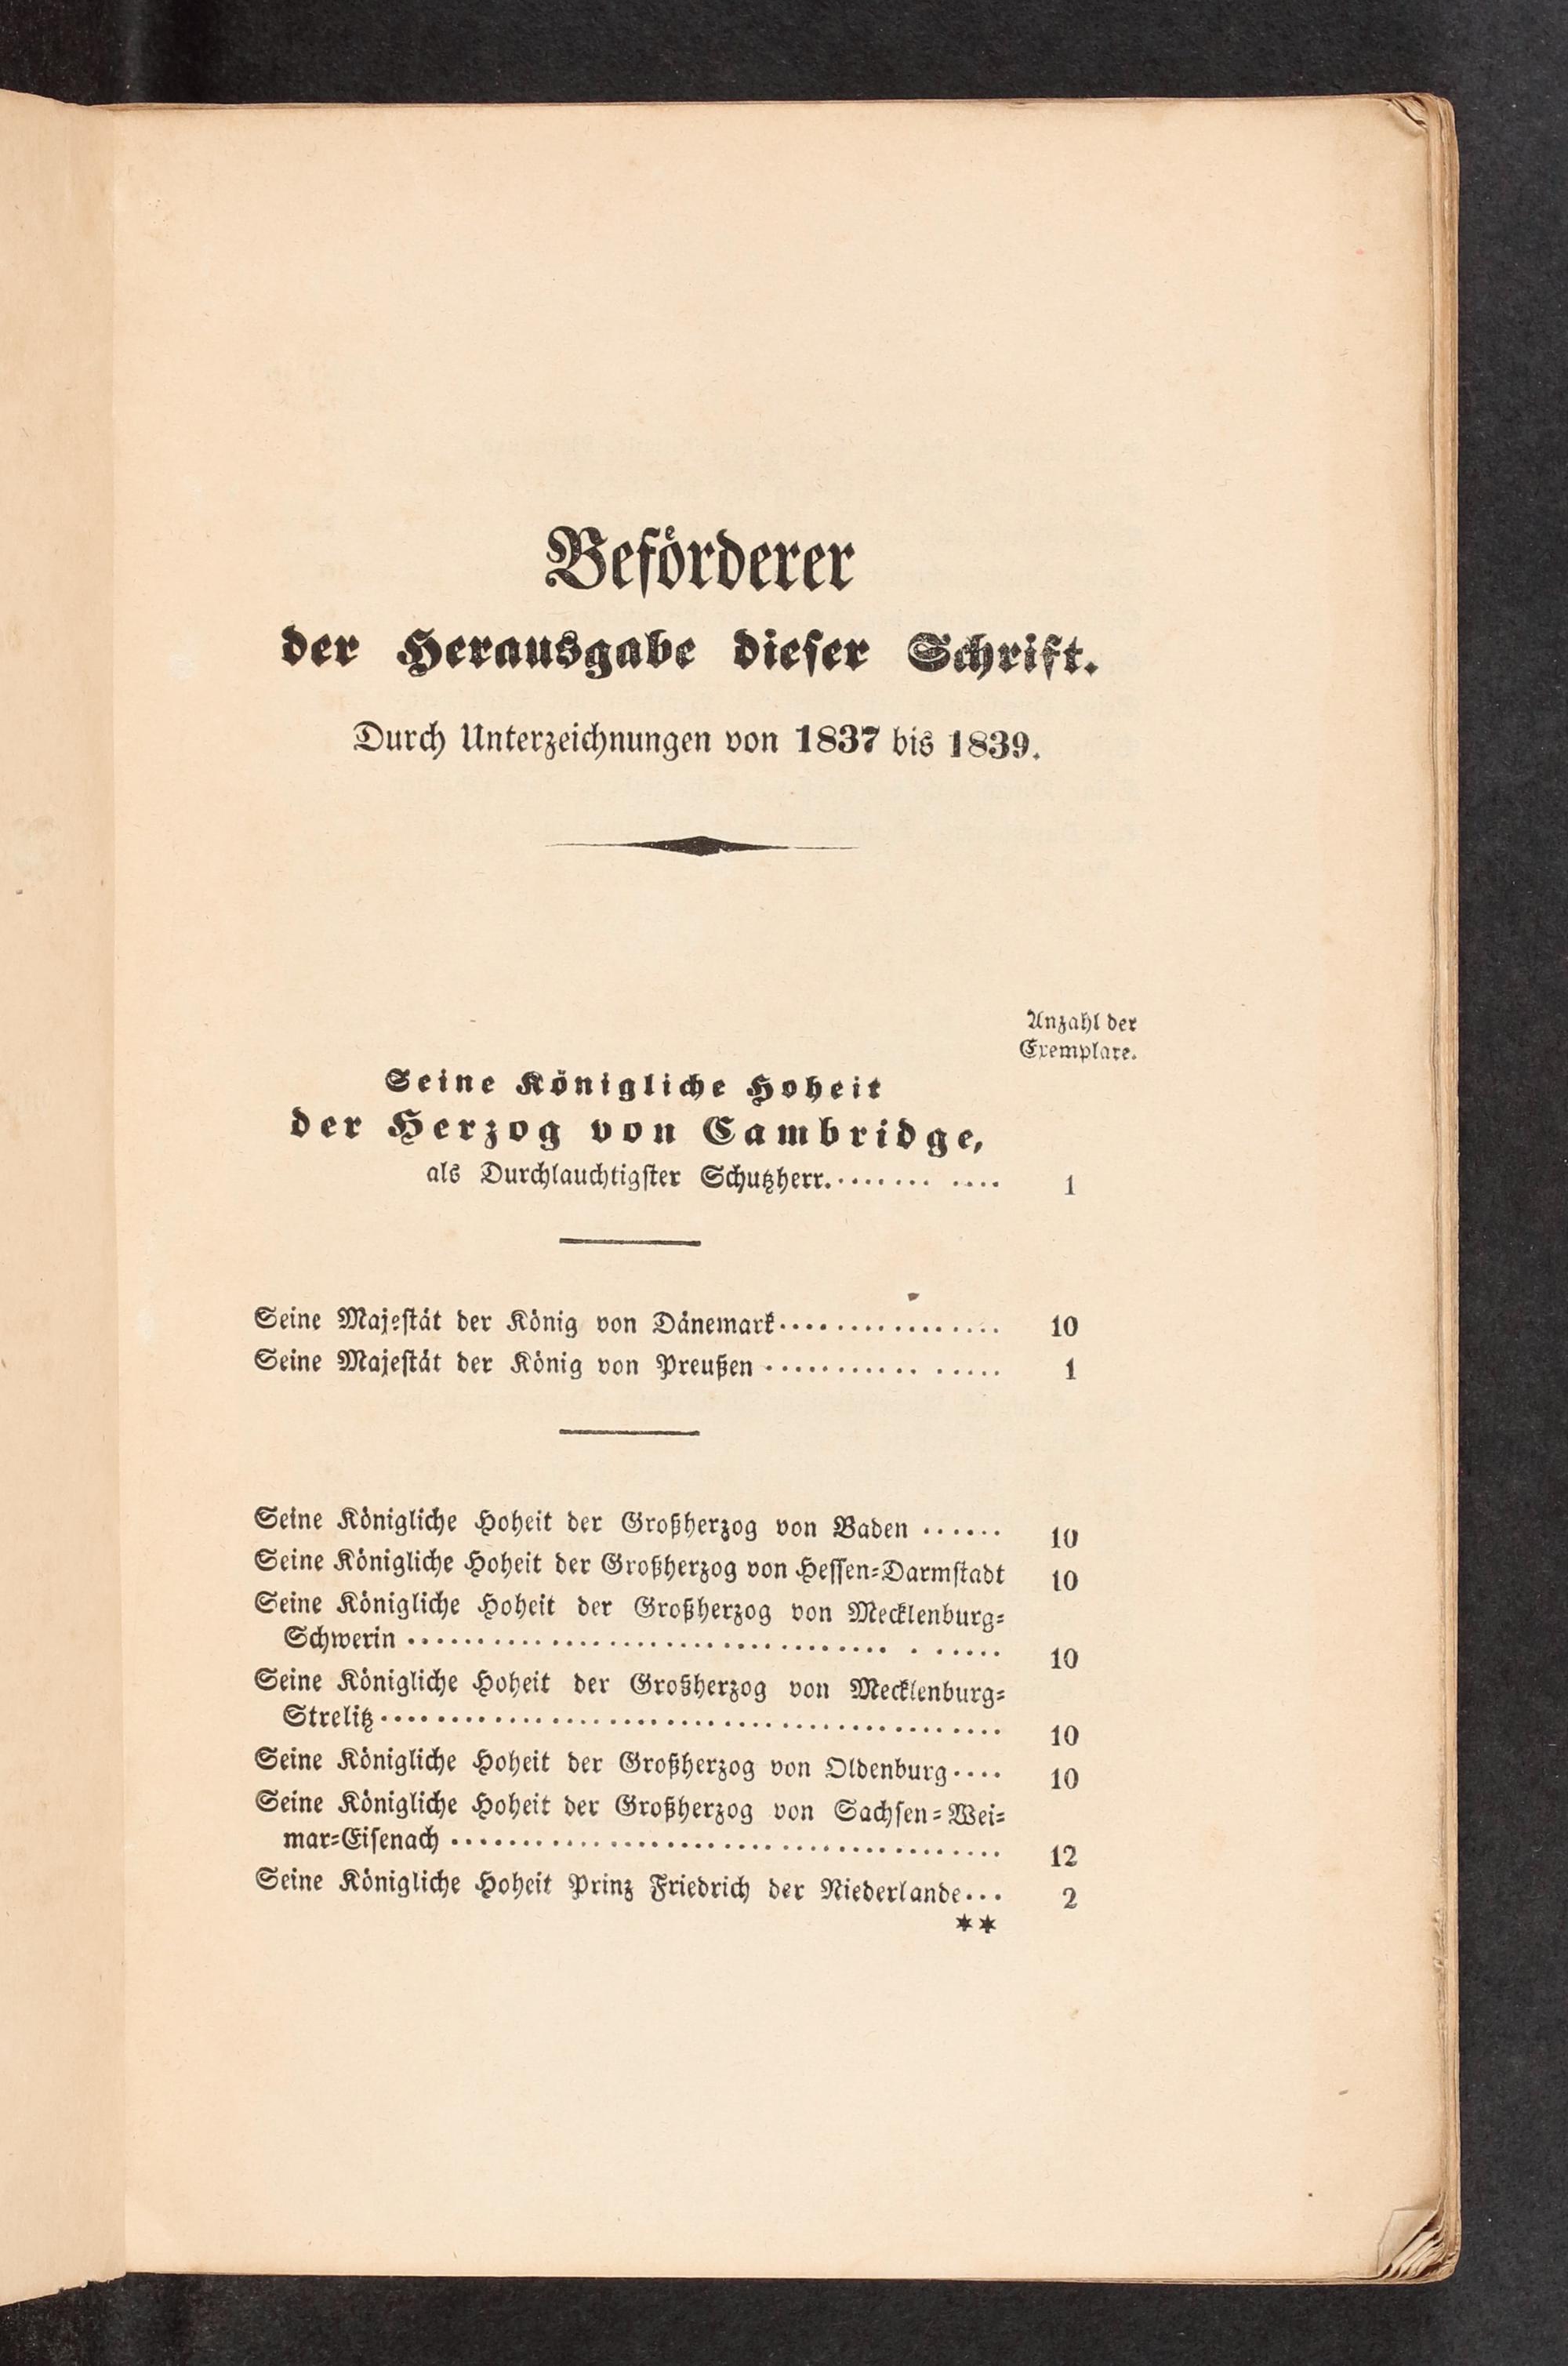 Beförderer
der Herausgabe dieser Schrift.
Durch Unterzeichnungen von 1837 bis 1839.
Anzahl der
Exemplare.
Seine Königliche Hoheit
der Herzog von Cambridge,
als Durchlauchtigster Schutzherr.········ ···· 1
Seine Majestät der König von Dänemark················ 10
Seine Majestät der König von Preußen ··········· ····· 1
Seine Königliche Hoheit der Großherzog von Baden ······ 10
Seine Königliche Hoheit der Großherzog von Hessen=Darmstadt 10
Seine Königliche Hoheit der Großherzog von Mecklenburg=
Schwerin ·································· · ····· 10
Seine Königliche Hoheit der Großherzog von Mecklenburg=
Strelitz············································ 10
Seine Königliche Hoheit der Großherzog von Oldenburg···· 10
Seine Königliche Hoheit der Großherzog von Sachsen=Wei=
mar=Eisenach ······································· 12
Seine Königliche Hoheit Prinz Friedrich der Niederlande··· 2
**